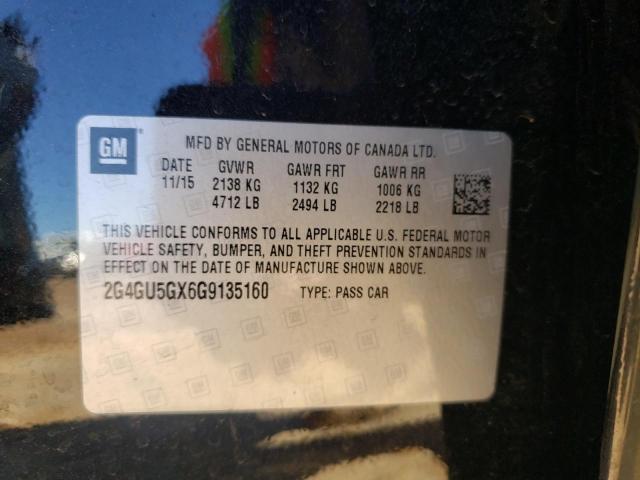 GM
MFD BY GENERAL MOTORS OF CANADA LTD.
DATE GVWR GAWR FRT GAWR RR
11/15 2138 KG 1132 KG 1006 KG
4712 LB 2494 LB 2218 LB
THIS VEHICLE CONFORMS TO ALL APPLICABLE U.S. FEDERAL MOTOR
VEHICLE SAFETY, BUMPER, AND THEFT PREVENTION STANDARDS IN
EFFECT ON THE DATE OF MANUFACTURE SHOWN ABOVE.
2G4GU5GX6G9135160 TYPE: PASS CAR